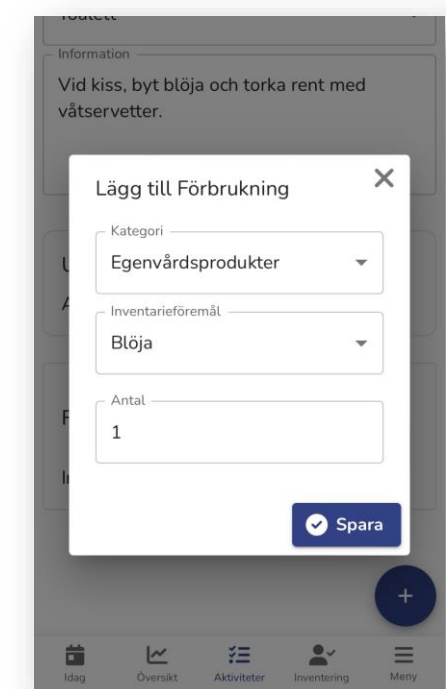 Toalett
Information
Vid kiss, byt blöja och torka rent med
våtservetter.
Lägg till Förbrukning
Kategori
Egenvårdsprodukter
Inventarieföremål
Blöja
Antal
1
Spara
Idag
Översikt
Aktiviteter
Inventering
Meny